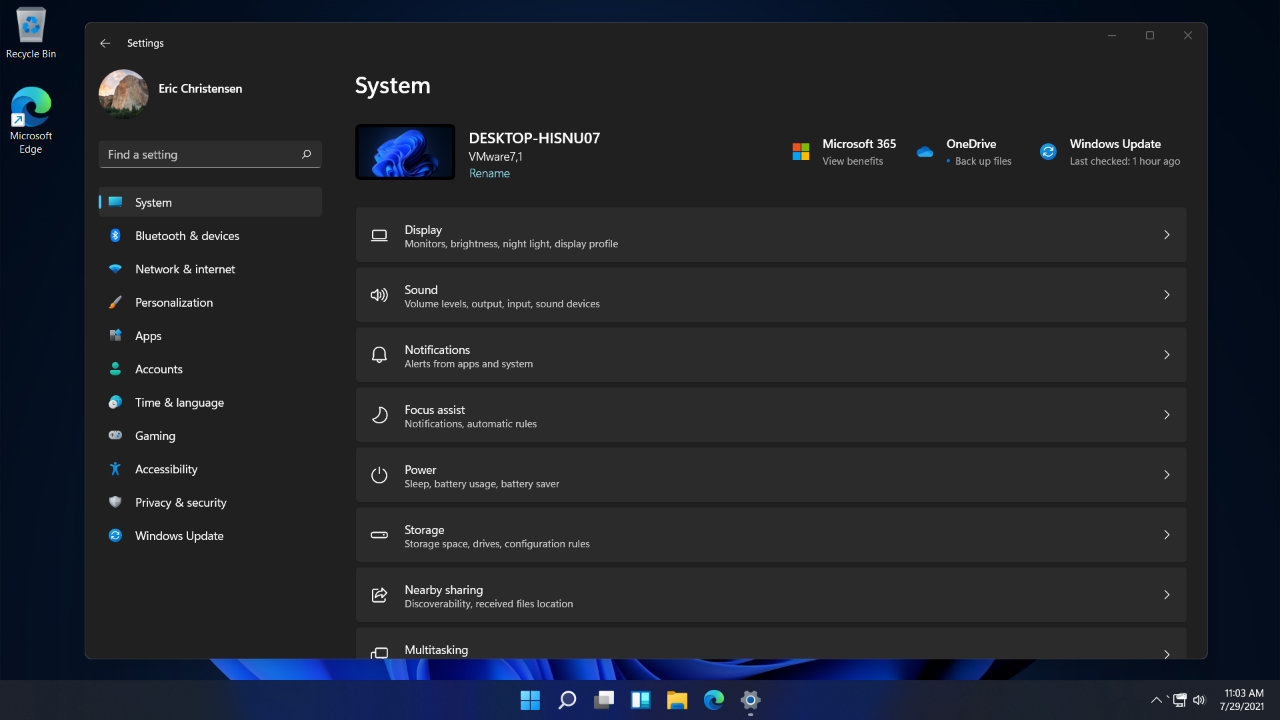 Recycle Bin
Microsoft
Edge
Settings
Eric Christensen
Find a setting
System
Bluetooth & devices
Network & internet
Personalization
Apps
Accounts
Time & language
Gaming
Accessibility
Privacy & security
Windows Update
System
DESKTOP-HISNU07
VMware7,1
Rename
Microsoft 365
View benefits
OneDrive
• Back up files
Windows Update
Last checked: 1 hour ago
Display
Monitors, brightness, night light, display profile
Sound
Volume levels, output, input, sound devices
Notifications
Alerts from apps and system
Focus assist
Notifications, automatic rules
Power
Sleep, battery usage, battery saver
Storage
Storage space, drives, configuration rules
Nearby sharing
Discoverability, received files location
Multitasking
11:03 AM
7/29/2021